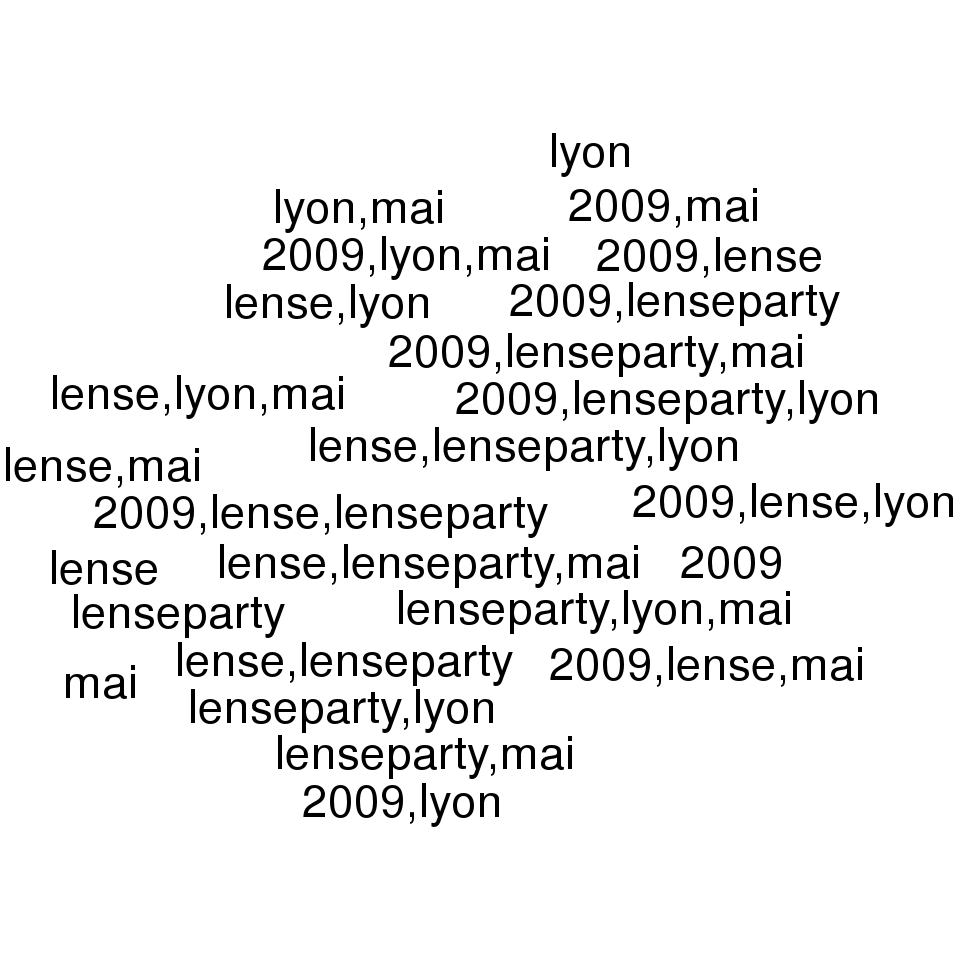 lyon
lyon,mai
2009,mai
2009,lyon,mai
2009,lense
lense,lyon
2009,lenseparty
2009,lenseparty,mai
lense,lyon,mai
2009,lenseparty,lyon
lense,lenseparty,lyon
lense,mai
2009,lense,lyon
2009,lense,lenseparty
lense
lense,lenseparty,mai
2009
lenseparty
lenseparty,lyon,mai
lense,lenseparty
2009,lense,mai
mai
lenseparty,lyon
lenseparty,mai
2009,lyon